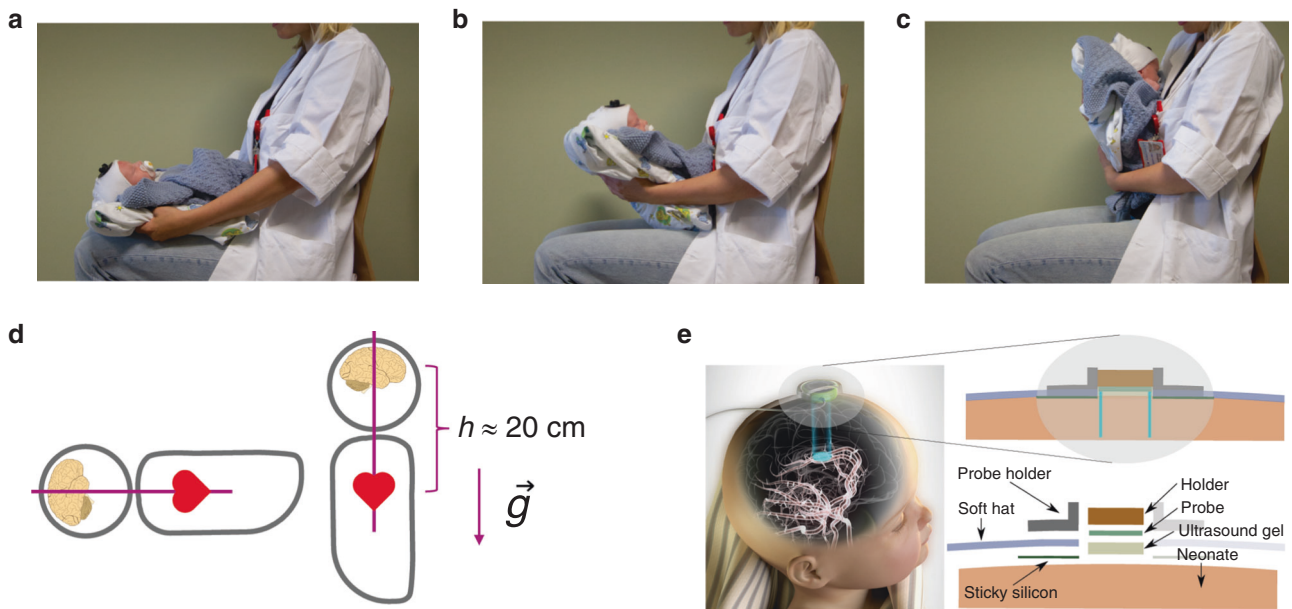 a
b
c
d
h ≈ 20 cm
g⃗
e
Probe holder
Soft hat
Sticky silicon
Holder
Probe
Ultrasound gel
Neonate